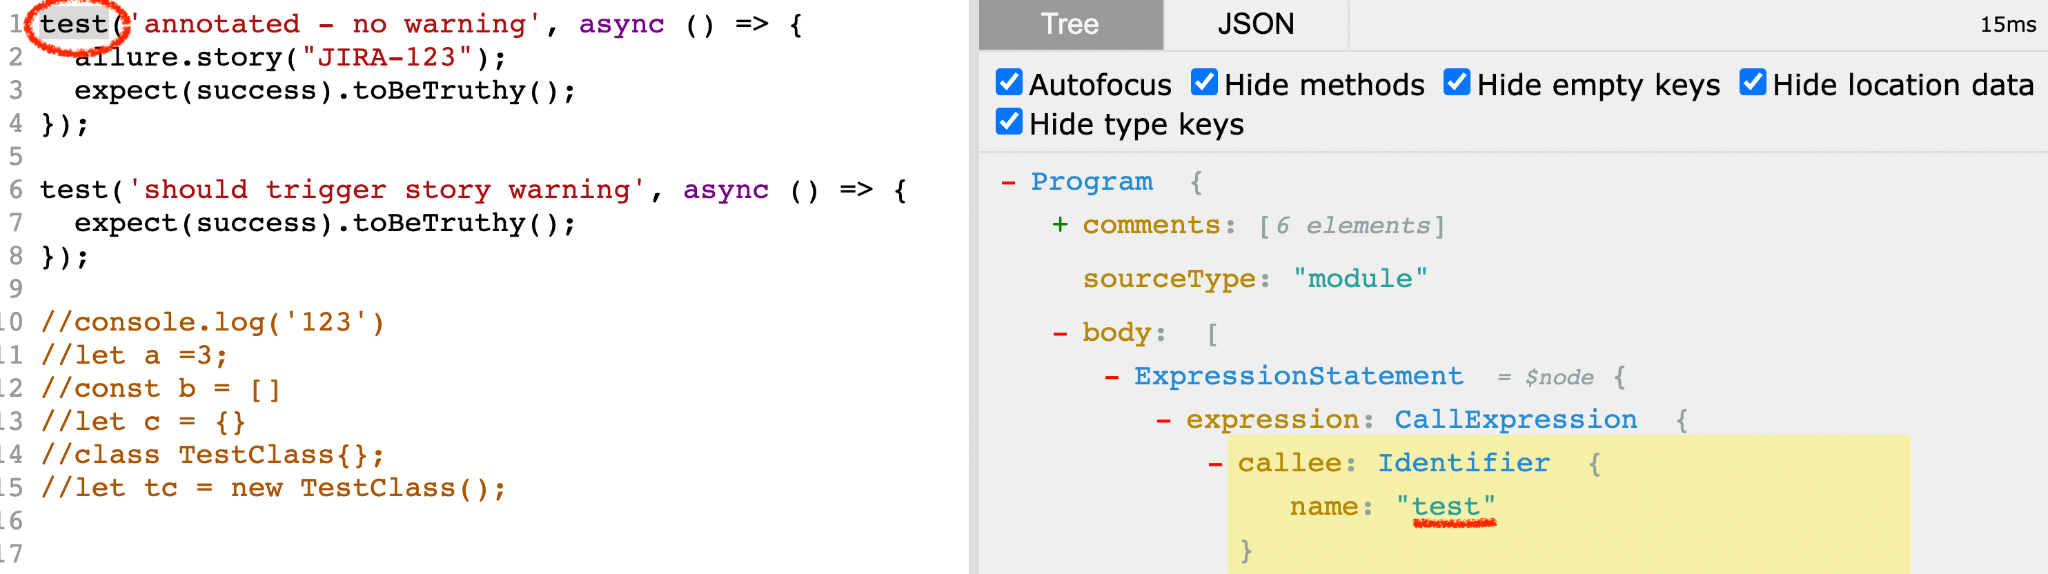 1 test('annotated - no warning', async () => {
2 allure.story("JIRA-123");
3 expect(success).toBeTruthy();
4 });
5
6 test('should trigger story warning', async () => {
7 expect(success).toBeTruthy();
8 });
9
10 //console.log('123')
11 //let a =3;
12 //const b = []
13 //let c = {}
14 //class TestClass{};
15 //let tc = new TestClass();
16
17
Tree JSON 15ms
Autofocus Hide methods Hide empty keys Hide location data
Hide type keys
- Program {
+ comments: [6 elements]
sourceType: "module"
- body: [
- ExpressionStatement = $node {
- expression: CallExpression {
- callee: Identifier {
name: "test"
}